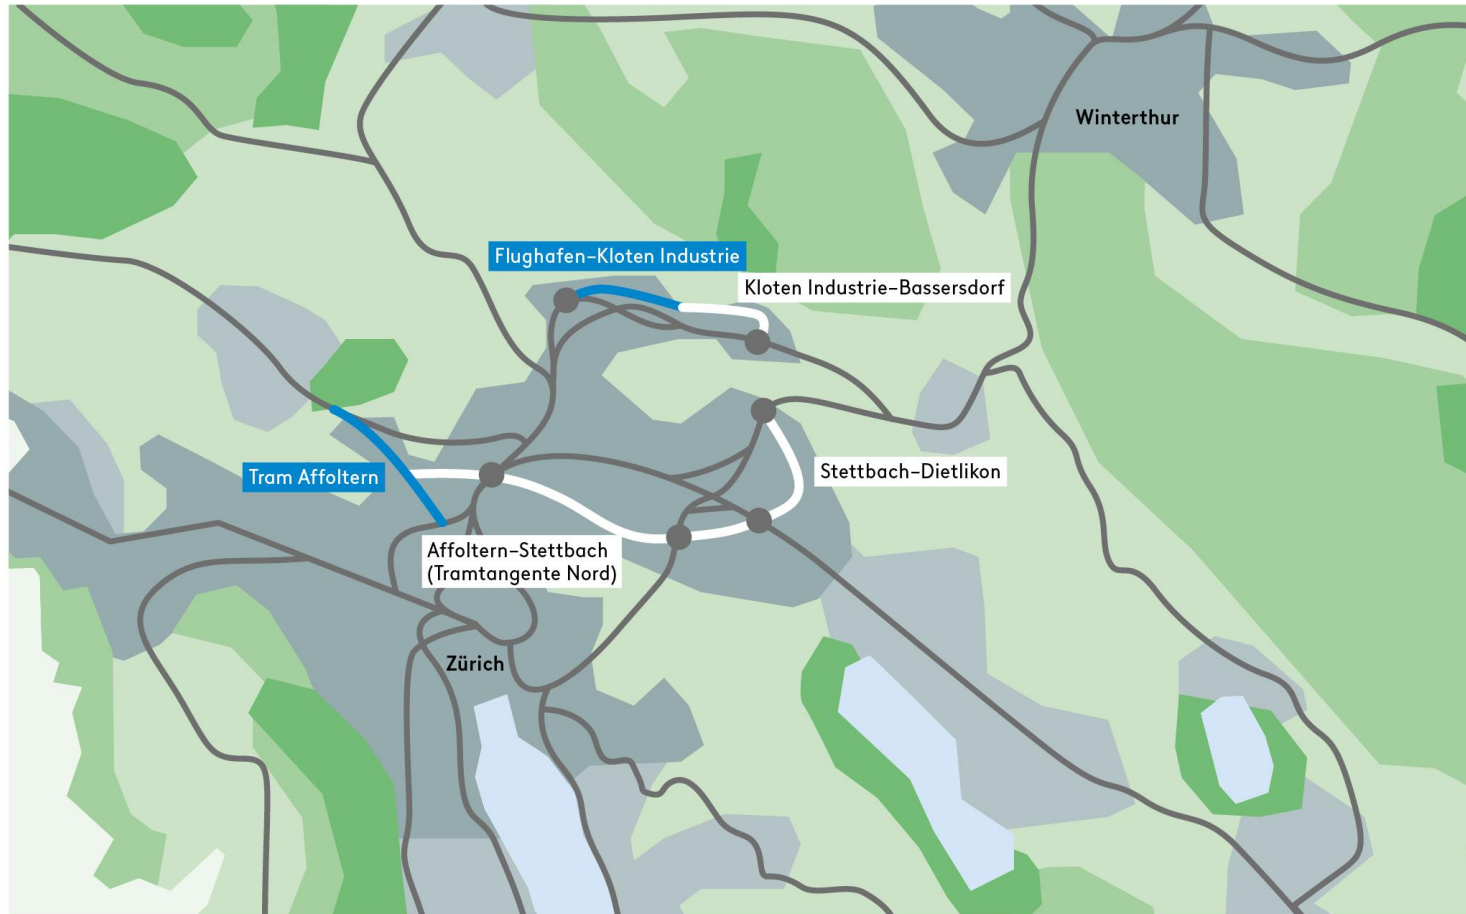 Winterthur
Flughafen–Kloten Industrie
Kloten Industrie–Bassersdorf
Tram Affoltern
Stettbach–Dietlikon
Affoltern–Stettbach
(Tramtangente Nord)
Zürich